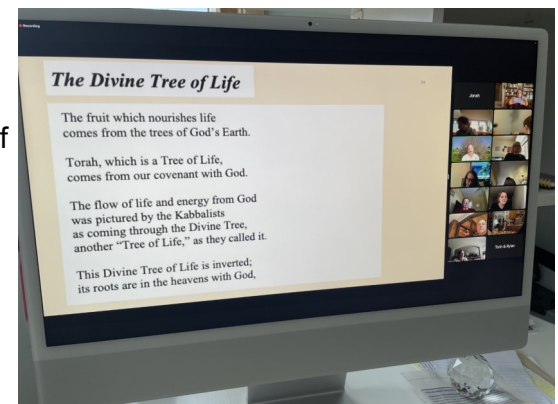 f
Recording
The Divine Tree of Life
The fruit which nourishes life
comes from the trees of God's Earth.
Torah, which is a Tree of Life,
comes from our covenant with God.
The flow of life and energy from God
was pictured by the Kabbalists
as coming through the Divine Tree,
another “Tree of Life,” as they called it.
This Divine Tree of Life is inverted;
its roots are in the heavens with God,
Jonah
Tom & Ryan